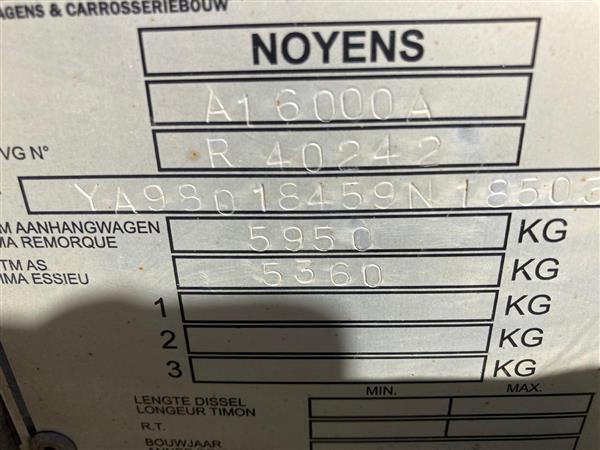 AGENS & CARROSSERIEBOUW
NOYENS
A16000A
VG N° R 40242
YA98018459N18503
M AANHANGWAGEN 5950 KG
MA REMORQUE
TM AS 5360 KG
MMA ESSIEU
1 KG
2 KG
3 KG
MIN. MAX.
LENGTE DISSEL
LONGEUR TIMON
R.T.
BOUWJAAR